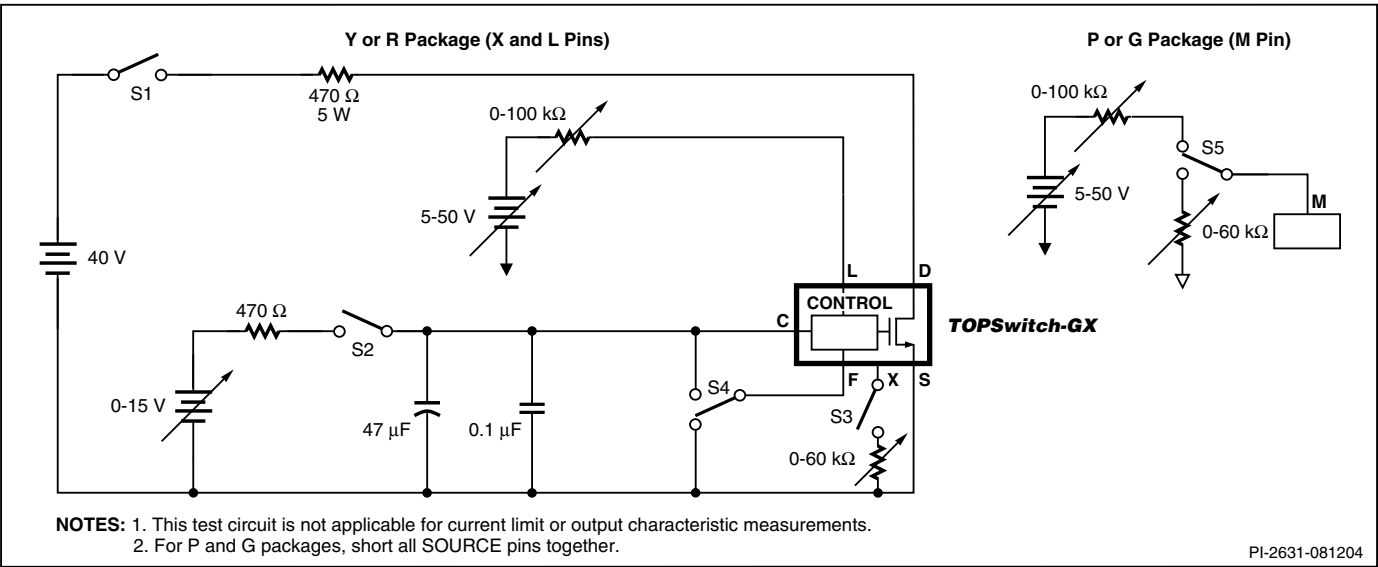 Y or R Package (X and L Pins)
P or G Package (M Pin)
S1
470 Ω
5 W
0-100 kΩ
5-50 V
40 V
0-100 kΩ
S5
5-50 V
M
0-60 kΩ
L
D
CONTROL
C
TOPSwitch-GX
F
X
S
470 Ω
S2
0-15 V
47 µF
0.1 µF
S4
S3
0-60 kΩ
NOTES: 1. This test circuit is not applicable for current limit or output characteristic measurements.
2. For P and G packages, short all SOURCE pins together.
PI-2631-081204